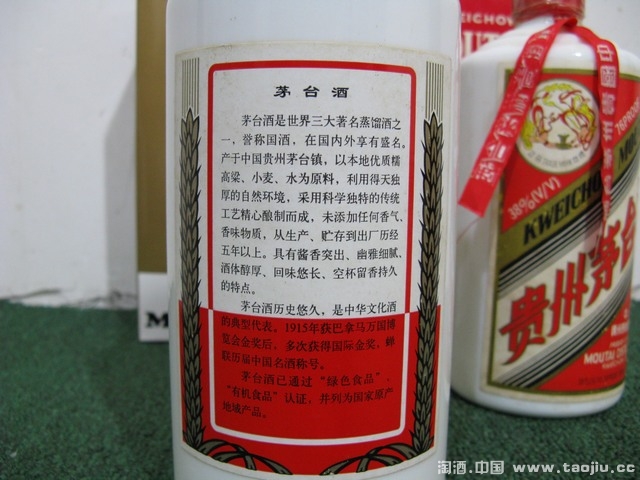 茅台酒
茅台酒是世界三大著名蒸馏酒之
一，誉称国酒，在国内外享有盛名。
产于中国贵州茅台镇，以本地优质糯
高粱、小麦、水为原料，利用得天独
厚的自然环境，采用科学独特的传统
工艺精心酿制而成，未添加任何香气、
香味物质，从生产、贮存到出厂历经
五年以上。具有酱香突出、幽雅细腻、
酒体醇厚、回味悠长、空杯留香持久
的特点。
茅台酒历史悠久，是中华文化酒
的典型代表。1915年获巴拿马万国博
览会金奖后，多次获得国际金奖、蝉
联历届中国名酒称号。
茅台酒已通过“绿色食品”、
“有机食品”认证，并列为国家原产
地域产品。
38%(V/V)
KWEICHO
贵州茅台
MOUTAI
淘酒.中国 www.taojiu.cc